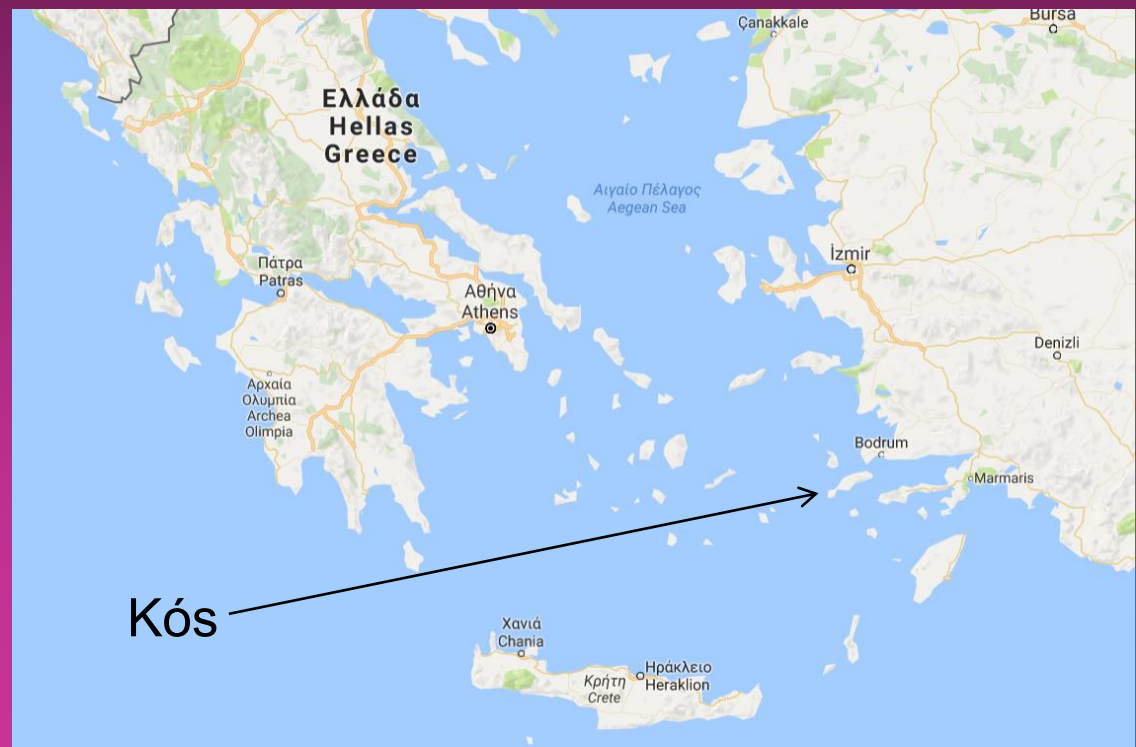 Çanakkale
Bursa
Ελλάδα
Hellas
Greece
Αιγαίο Πέλαγος
Aegean Sea
İzmir
Πάτρα
Patras
Αθήνα
Athens
Denizli
Αρχαία
Ολυμπία
Archea
Olimpia
Bodrum
Marmaris
Kós
Χανιά
Chania
Ηράκλειο
Heraklion
Κρήτη
Crete